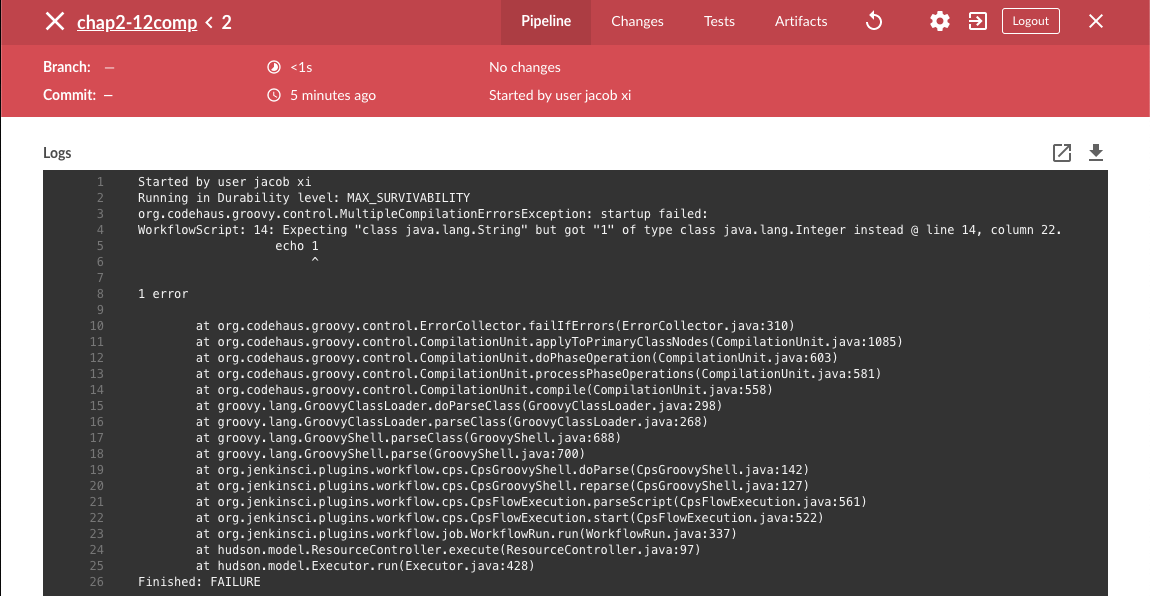 chap2-12comp < 2 Pipeline Changes Tests Artifacts Logout
Branch: — <1s No changes
Commit: — 5 minutes ago Started by user jacob xi
Logs
1 Started by user jacob xi
2 Running in Durability level: MAX_SURVIVABILITY
3 org.codehaus.groovy.control.MultipleCompilationErrorsException: startup failed:
4 WorkflowScript: 14: Expecting "class java.lang.String" but got "1" of type class java.lang.Integer instead @ line 14, column 22.
5 echo 1
6 ^
7
8 1 error
9
10 at org.codehaus.groovy.control.ErrorCollector.failIfErrors(ErrorCollector.java:310)
11 at org.codehaus.groovy.control.CompilationUnit.applyToPrimaryClassNodes(CompilationUnit.java:1085)
12 at org.codehaus.groovy.control.CompilationUnit.doPhaseOperation(CompilationUnit.java:603)
13 at org.codehaus.groovy.control.CompilationUnit.processPhaseOperations(CompilationUnit.java:581)
14 at org.codehaus.groovy.control.CompilationUnit.compile(CompilationUnit.java:558)
15 at groovy.lang.GroovyClassLoader.doParseClass(GroovyClassLoader.java:298)
16 at groovy.lang.GroovyClassLoader.parseClass(GroovyClassLoader.java:268)
17 at groovy.lang.GroovyShell.parseClass(GroovyShell.java:688)
18 at groovy.lang.GroovyShell.parse(GroovyShell.java:700)
19 at org.jenkinsci.plugins.workflow.cps.CpsGroovyShell.doParse(CpsGroovyShell.java:142)
20 at org.jenkinsci.plugins.workflow.cps.CpsGroovyShell.reparse(CpsGroovyShell.java:127)
21 at org.jenkinsci.plugins.workflow.cps.CpsFlowExecution.parseScript(CpsFlowExecution.java:561)
22 at org.jenkinsci.plugins.workflow.cps.CpsFlowExecution.start(CpsFlowExecution.java:522)
23 at org.jenkinsci.plugins.workflow.job.WorkflowRun.run(WorkflowRun.java:337)
24 at hudson.model.ResourceController.execute(ResourceController.java:97)
25 at hudson.model.Executor.run(Executor.java:428)
26 Finished: FAILURE